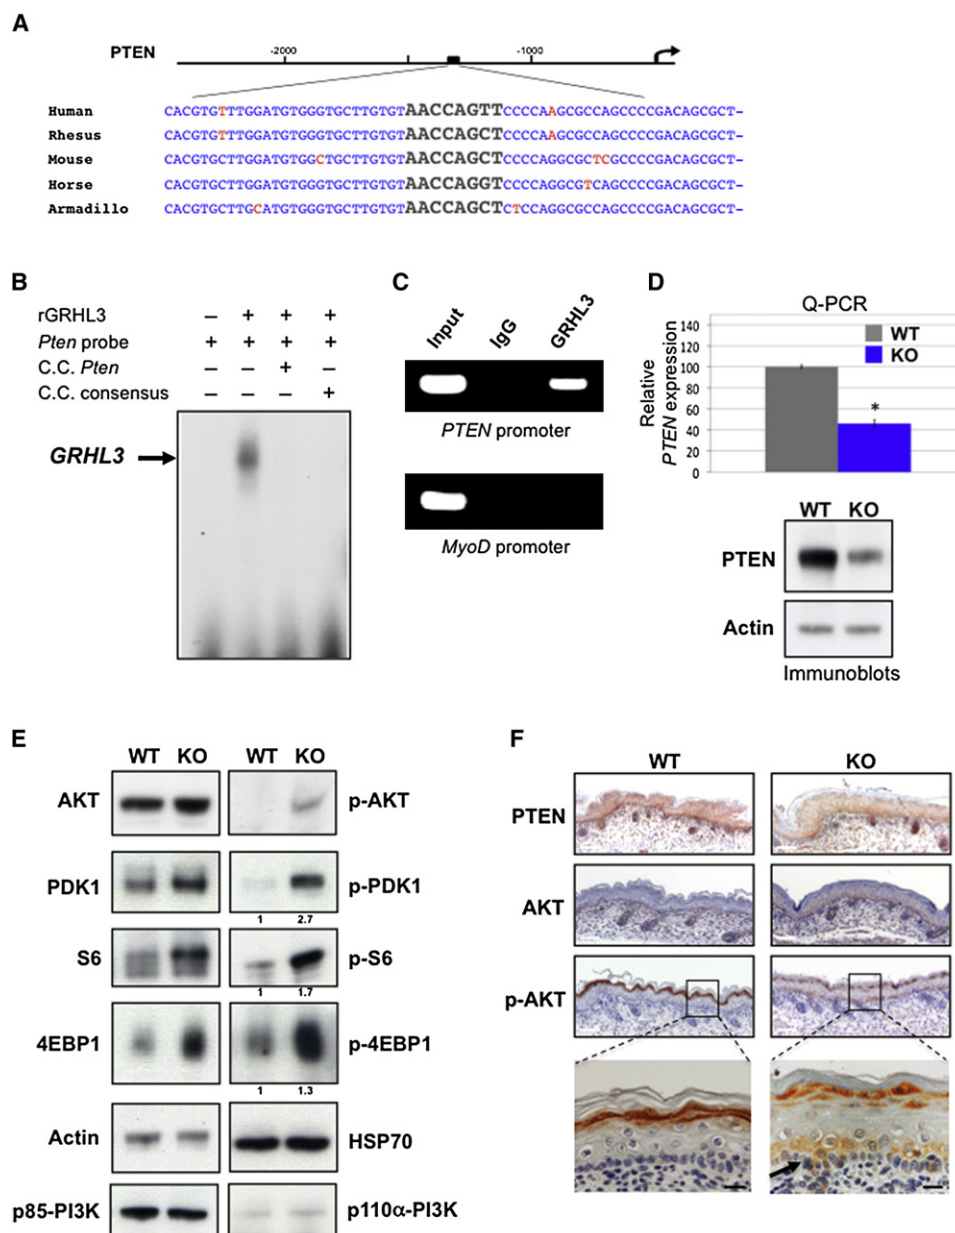 A
PTEN
-2000
-1000
Human CACGTGTTTGGATGTGGGTGCTTGTGTAACCAGTTCCCCAAGCGCCAGCCCCGACAGCGCT-
Rhesus CACGTGTTTGGATGTGGGTGCTTGTGTAACCAGCTCCCCAAGCGCCAGCCCCGACAGCGCT-
Mouse CACGTGCTTGGATGTGGCTGCTTGTGTAACCAGCTCCCCAGGCGCTCGCCCCGACAGCGCT-
Horse CACGTGCTTGGATGTGGGTGCTTGTGTAACCAGGTCCCCAGGCGTCAGCCCCGACAGCGCT-
Armadillo CACGTGCTTGCATGTGGGTGCTTGTGTAACCAGCTCTCCAGGCGCCAGCCCCGACAGCGCT-
B
rGRHL3 – + + +
Pten probe + + + +
C.C. Pten – – + –
C.C. consensus – – – +
GRHL3
C
Input IgG GRHL3
PTEN promoter
MyoD promoter
D
Q-PCR
Relative
PTEN expression
140
120
100
80
60
40
20
0
WT
KO
*
WT KO
PTEN
Actin
Immunoblots
E
WT KO WT KO
AKT p-AKT
PDK1 p-PDK1
1 2.7
S6 p-S6
1 1.7
4EBP1 p-4EBP1
1 1.3
Actin HSP70
p85-PI3K p110α-PI3K
F
WT KO
PTEN
AKT
p-AKT